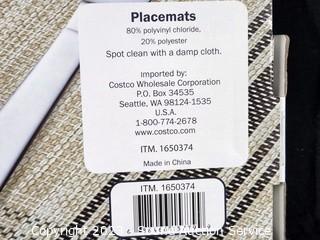 Placemats
80% polyvinyl chloride,
20% polyester
Spot clean with a damp cloth.
Imported by:
Costco Wholesale Corporation
P.O. Box 34535
Seattle, WA 98124-1535
U.S.A.
1-800-774-2678
www.costco.com
ITM. 1650374
Made in China
ITM. 1650374